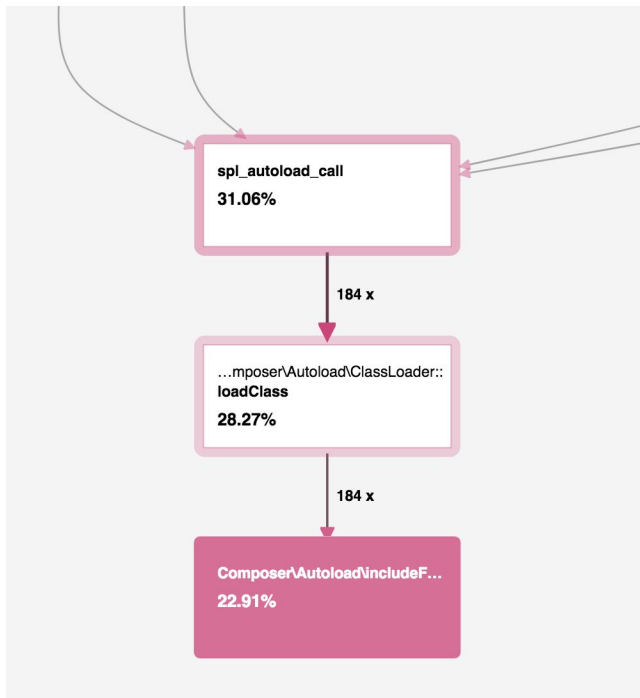 spl_autoload_call
31.06%
184 x
...mposer\Autoload\ClassLoader::
loadClass
28.27%
184 x
Composer\Autoload\includeF...
22.91%